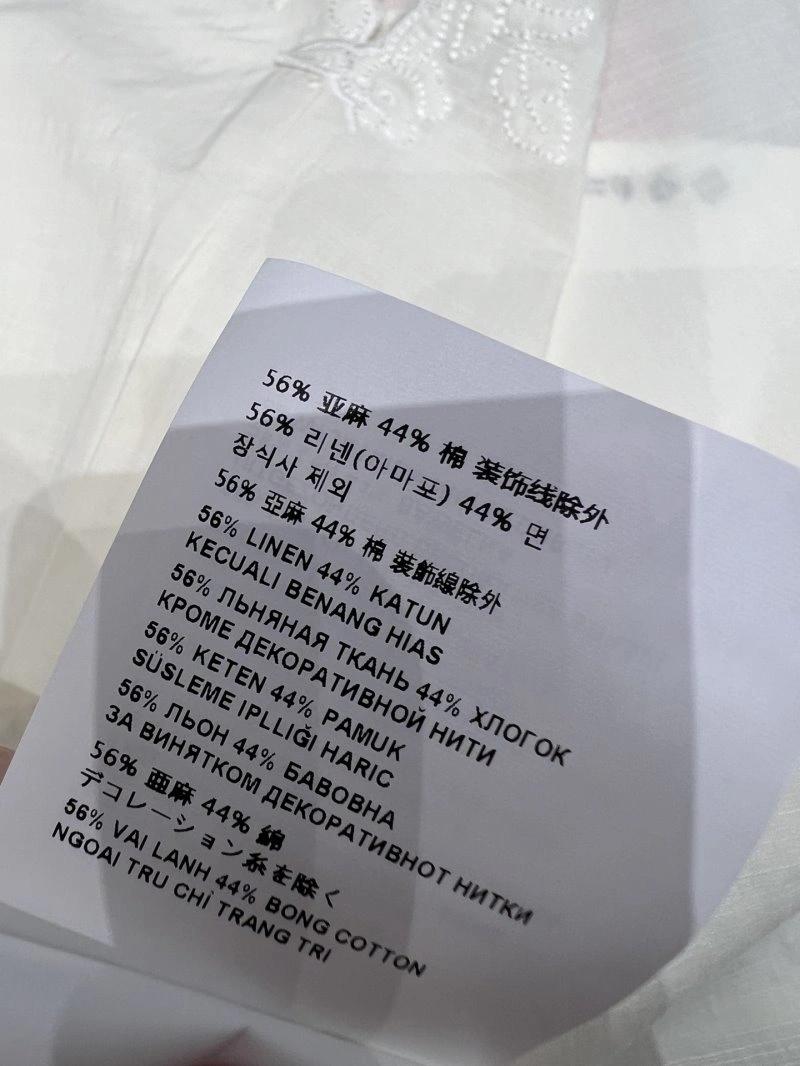 56% 亚麻 44% 棉 装饰线除外
56% 리넨(아마포) 44% 면
장식사 제외
56% 亞麻 44% 棉 裝飾線除外
56% LINEN 44% KATUN
KECUALI BENANG HIAS
56% ЛЬНЯНАЯ ТКАНЬ 44% ХЛОГОК
КРОМЕ ДЕКОРАТИВНОЙ НИТИ
56% KETEN 44% PAMUK
SÜSLEME IPLLIĞI HARIC
56% ЛЬОН 44% БАВОВНА
ЗА ВИНЯТКОМ ДЕКОРАТИВНОТ НИТКИ
56% 亜麻 44% 綿
デコレーション糸を除く
56% VAI LANH 44% BONG COTTON
NGOAI TRU CHÌ TRANG TRI